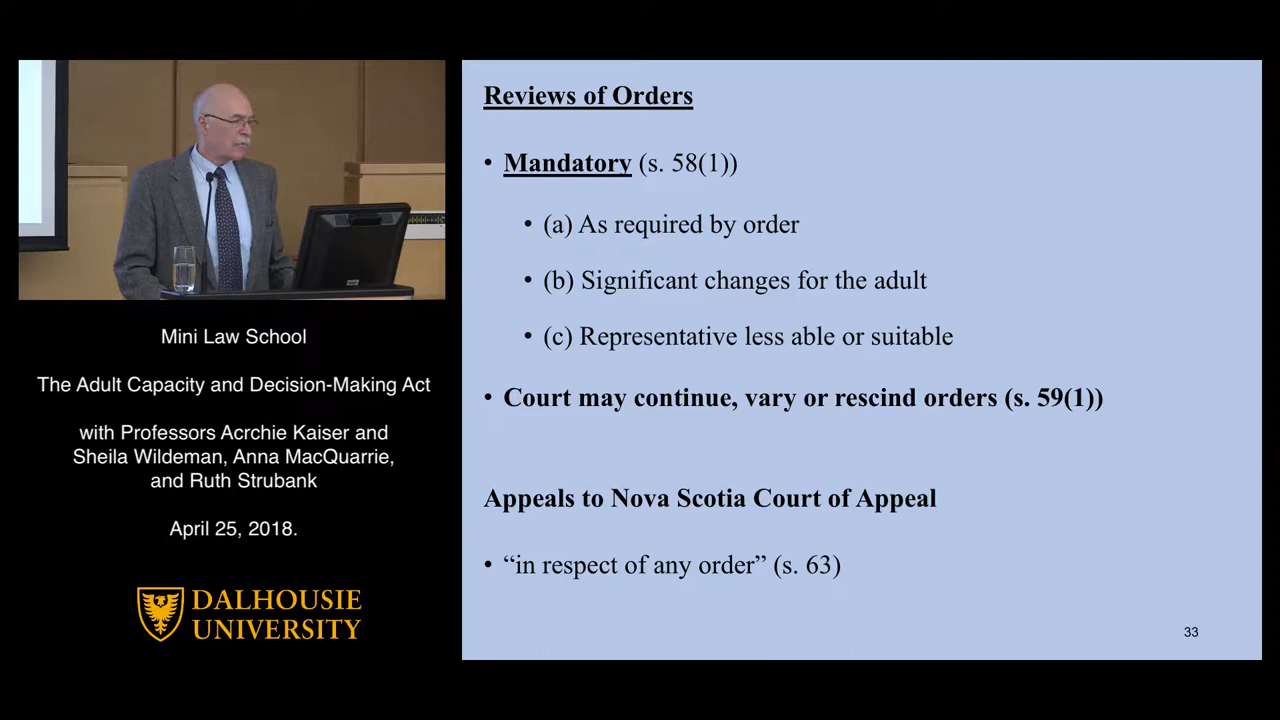 Reviews of Orders
• Mandatory (s. 58(1))
• (a) As required by order
• (b) Significant changes for the adult
• (c) Representative less able or suitable
• Court may continue, vary or rescind orders (s. 59(1))
Appeals to Nova Scotia Court of Appeal
• “in respect of any order” (s. 63)
33
Mini Law School
The Adult Capacity and Decision-Making Act
with Professors Acrchie Kaiser and
Sheila Wildeman, Anna MacQuarrie,
and Ruth Strubank
April 25, 2018.
DALHOUSIE
UNIVERSITY